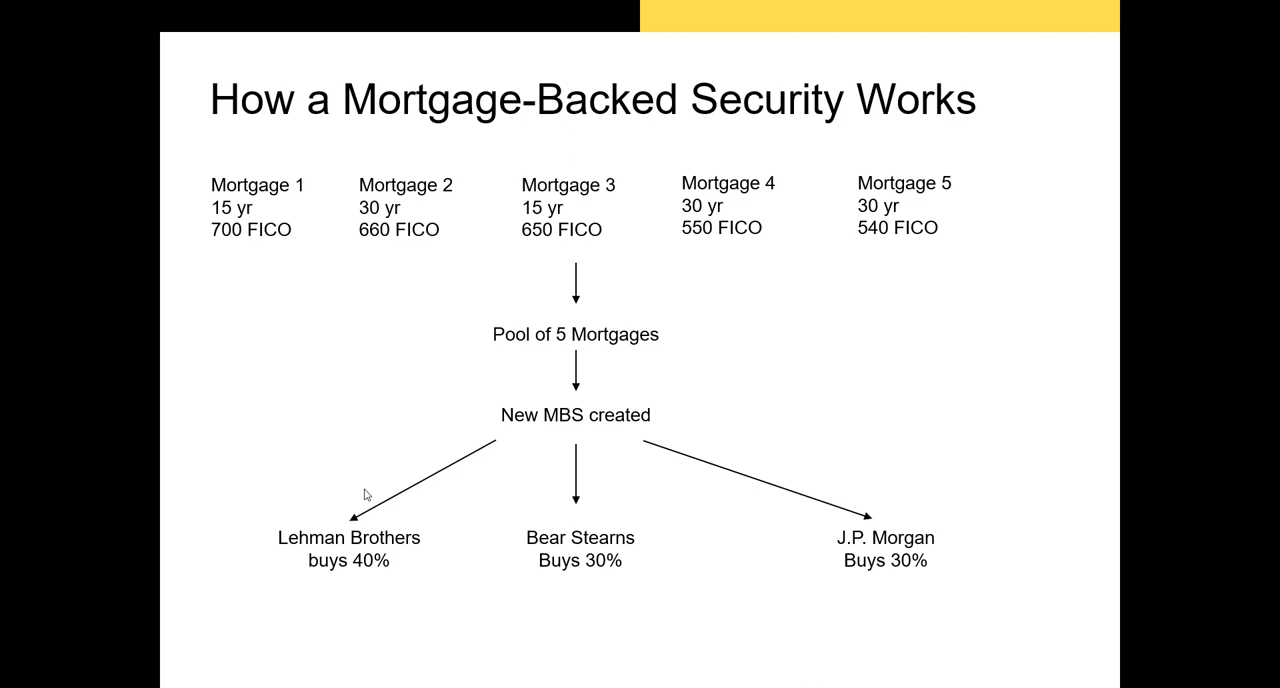 How a Mortgage-Backed Security Works
Mortgage 1
15 yr
700 FICO
Mortgage 2
30 yr
660 FICO
Mortgage 3
15 yr
650 FICO
Mortgage 4
30 yr
550 FICO
Mortgage 5
30 yr
540 FICO
Pool of 5 Mortgages
New MBS created
Lehman Brothers
buys 40%
Bear Stearns
Buys 30%
J.P. Morgan
Buys 30%